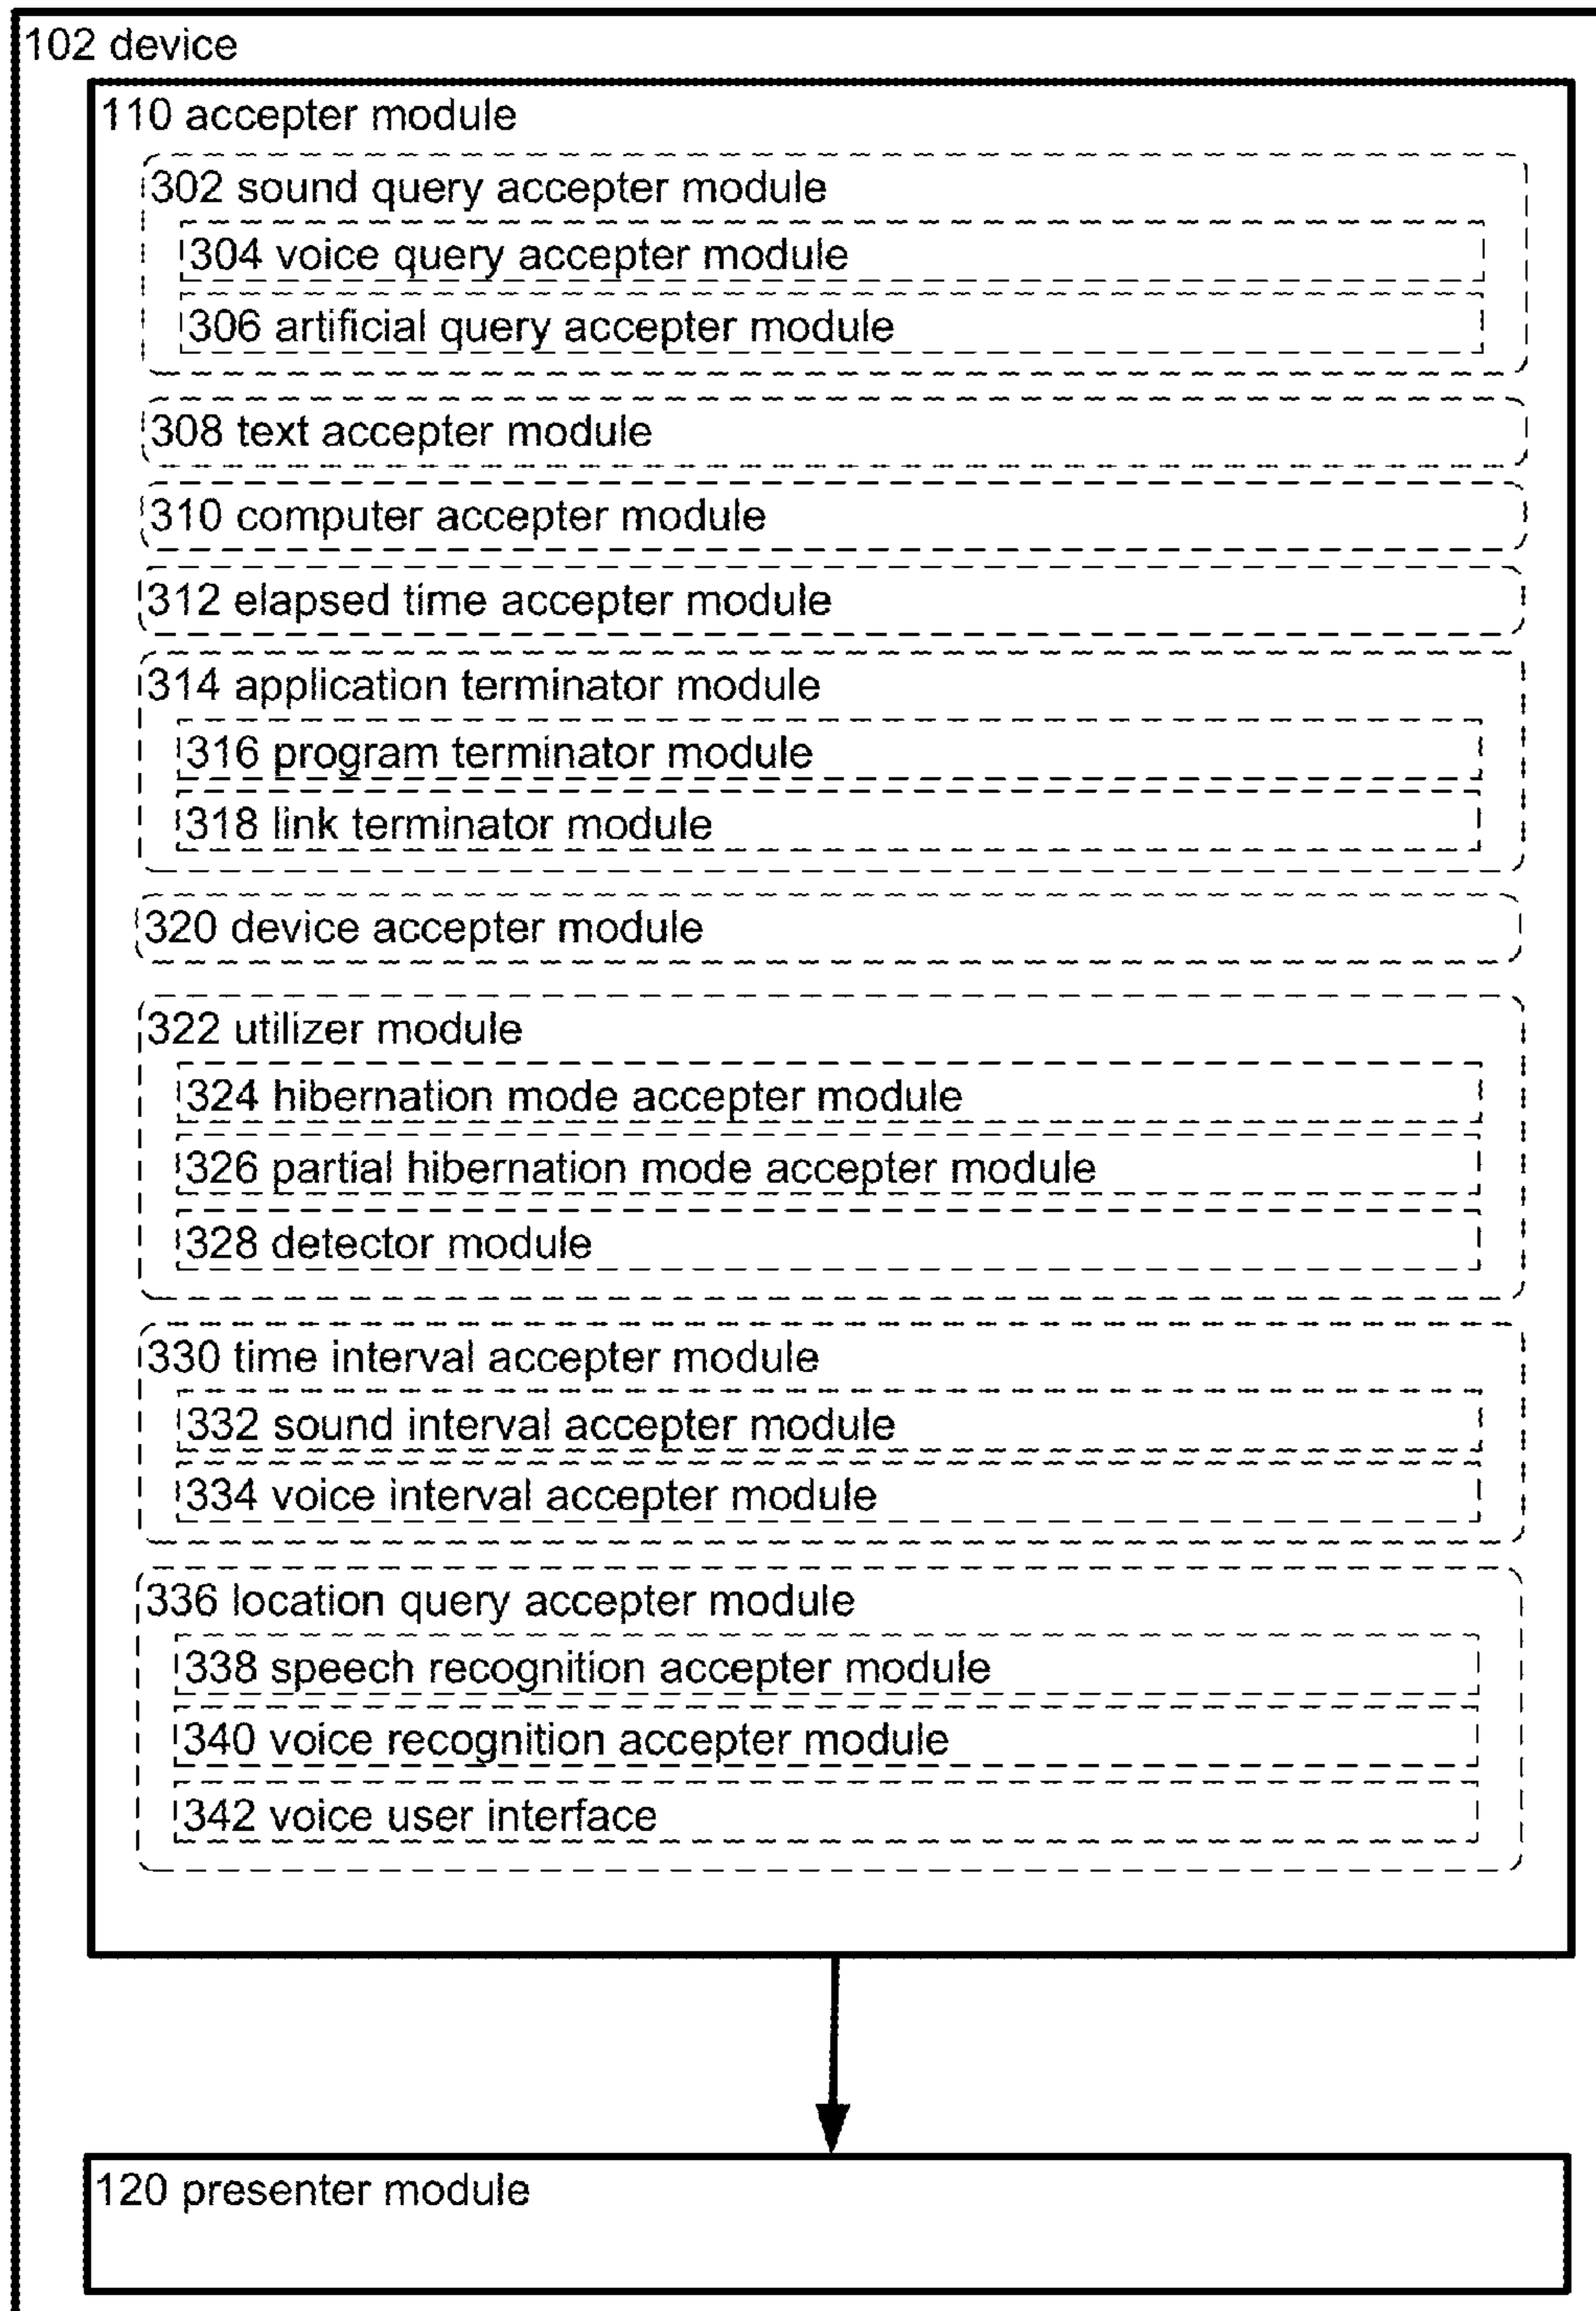 102 device
110 accepter module
302 sound query accepter module
304 voice query accepter module
306 artificial query accepter module
308 text accepter module
310 computer accepter module
312 elapsed time accepter module
314 application terminator module
316 program terminator module
318 link terminator module
320 device accepter module
322 utilizer module
324 hibernation mode accepter module
326 partial hibernation mode accepter module
328 detector module
330 time interval accepter module
332 sound interval accepter module
334 voice interval accepter module
336 location query accepter module
338 speech recognition accepter module
340 voice recognition accepter module
342 voice user interface
120 presenter module